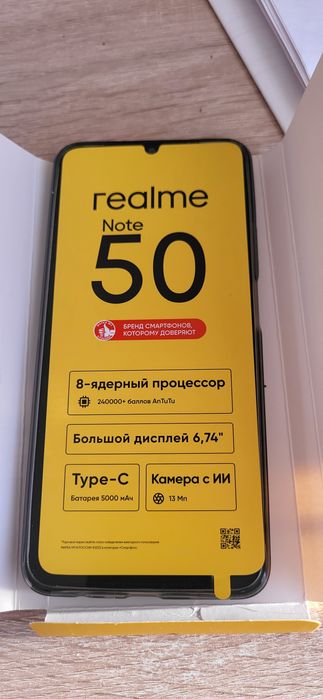 realme
Note
50
БРЕНД СМАРТФОНОВ,
КОТОРОМУ ДОВЕРЯЮТ
8-ядерный процессор
240000+ баллов AnTuTu
Большой дисплей 6,74"
Type-C
Батарея 5000 мАч
Камера с ИИ
13 Мп